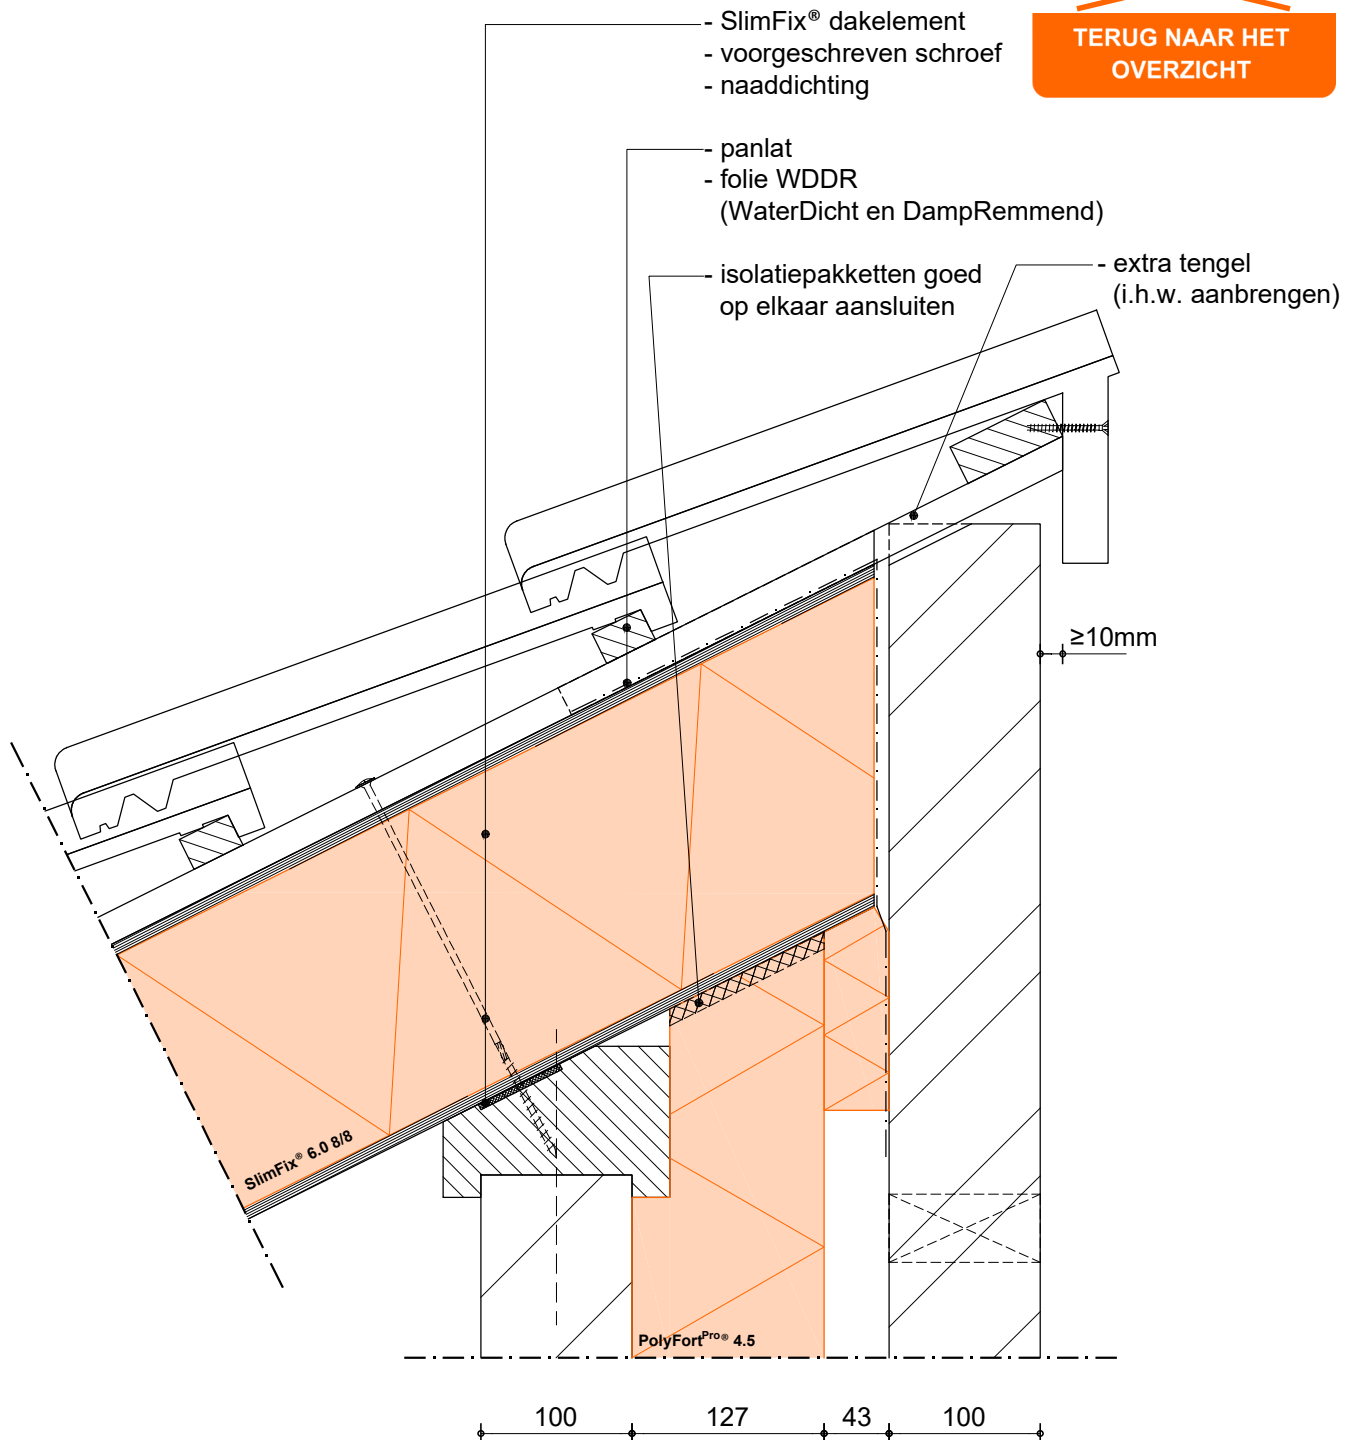 - SlimFix® dakelement
- voorgeschreven schroef
- naaddichting
TERUG NAAR HET
OVERZICHT
- panlat
- folie WDDR
(WaterDicht en DampRemmend)
- isolatiepakketten goed
op elkaar aansluiten
- extra tengel
(i.h.w. aanbrengen)
≥10mm
SlimFix® 6.0 8/8
PolyFortPro® 4.5
100
127
43
100